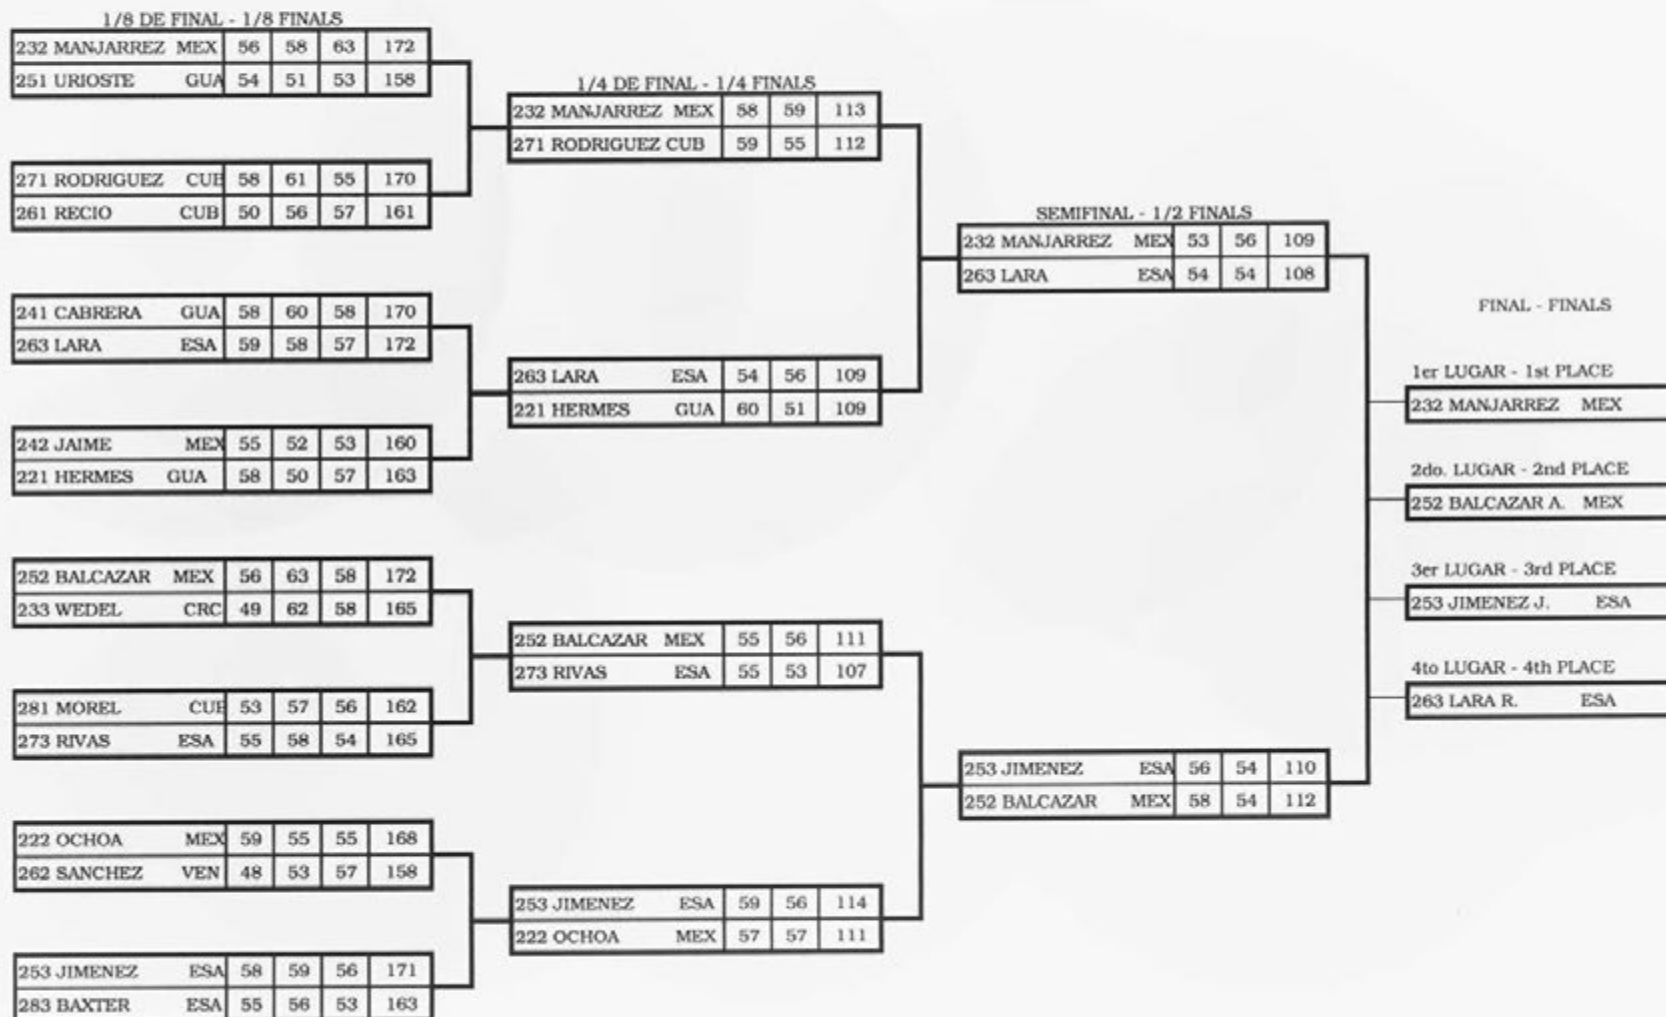 1/8 DE FINAL - 1/8 FINALS
232 MANJARREZ MEX 56 58 63 172
251 URIOSTE GUA 54 51 53 158
271 RODRIGUEZ CUB 58 61 55 170
261 RECIO CUB 50 56 57 161
241 CABRERA GUA 58 60 58 170
263 LARA ESA 59 58 57 172
242 JAIME MEX 55 52 53 160
221 HERMES GUA 58 50 57 163
252 BALCAZAR MEX 56 63 58 172
233 WEDEL CRC 49 62 58 165
281 MOREL CUB 53 57 56 162
273 RIVAS ESA 55 58 54 165
222 OCHOA MEX 59 55 55 168
262 SANCHEZ VEN 48 53 57 158
253 JIMENEZ ESA 58 59 56 171
283 BAXTER ESA 55 56 53 163
1/4 DE FINAL - 1/4 FINALS
232 MANJARREZ MEX 58 59 113
271 RODRIGUEZ CUB 59 55 112
263 LARA ESA 54 56 109
221 HERMES GUA 60 51 109
252 BALCAZAR MEX 55 56 111
273 RIVAS ESA 55 53 107
253 JIMENEZ ESA 59 56 114
222 OCHOA MEX 57 57 111
SEMIFINAL - 1/2 FINALS
232 MANJARREZ MEX 53 56 109
263 LARA ESA 54 54 108
253 JIMENEZ ESA 56 54 110
252 BALCAZAR MEX 58 54 112
FINAL - FINALS
1er LUGAR - 1st PLACE
232 MANJARREZ MEX
2do. LUGAR - 2nd PLACE
252 BALCAZAR A. MEX
3er LUGAR - 3rd PLACE
253 JIMENEZ J. ESA
4to LUGAR - 4th PLACE
263 LARA R. ESA